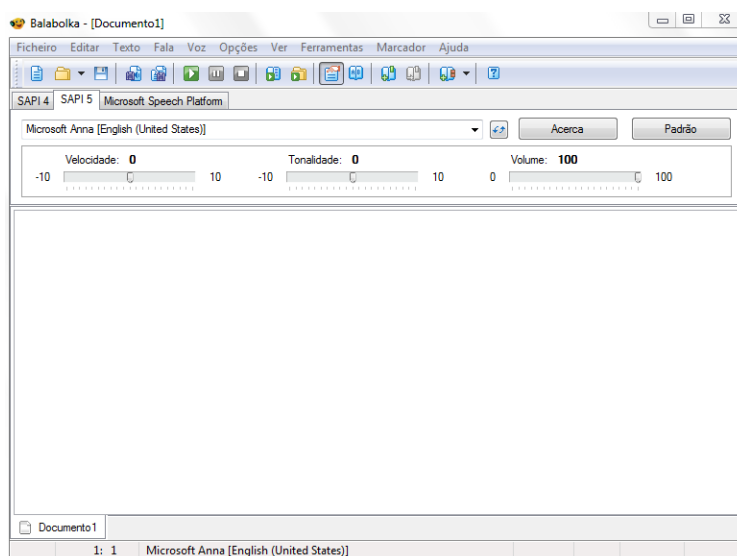 Balabolka - [Documento1]
Ficheiro Editar Texto Fala Voz Opções Ver Ferramentas Marcador Ajuda
SAPI 4 SAPI 5 Microsoft Speech Platform
Microsoft Anna [English (United States)] Acerca Padrão
Velocidade: 0 Tonalidade: 0 Volume: 100
-10 10 -10 10 0 100
Documento1
1: 1 Microsoft Anna [English (United States)]